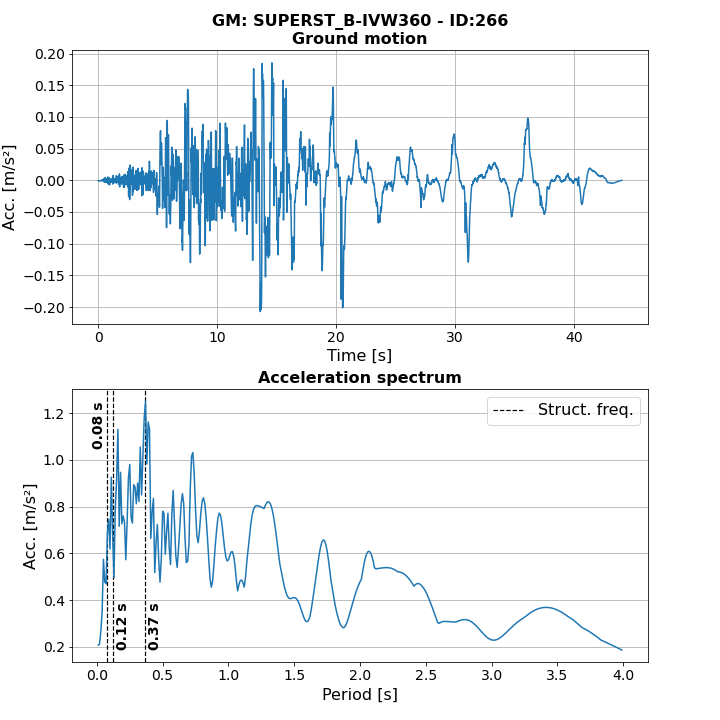 GM: SUPERST_B-IVW360 - ID:266
Ground motion
Acc. [m/s²]
0.20
0.15
0.10
0.05
0.00
−0.05
−0.10
−0.15
−0.20
0 10 20 30 40
Time [s]
Acceleration spectrum
Acc. [m/s²]
1.2
1.0
0.8
0.6
0.4
0.2
0.08 s
0.12 s
0.37 s
Struct. freq.
0.0 0.5 1.0 1.5 2.0 2.5 3.0 3.5 4.0
Period [s]